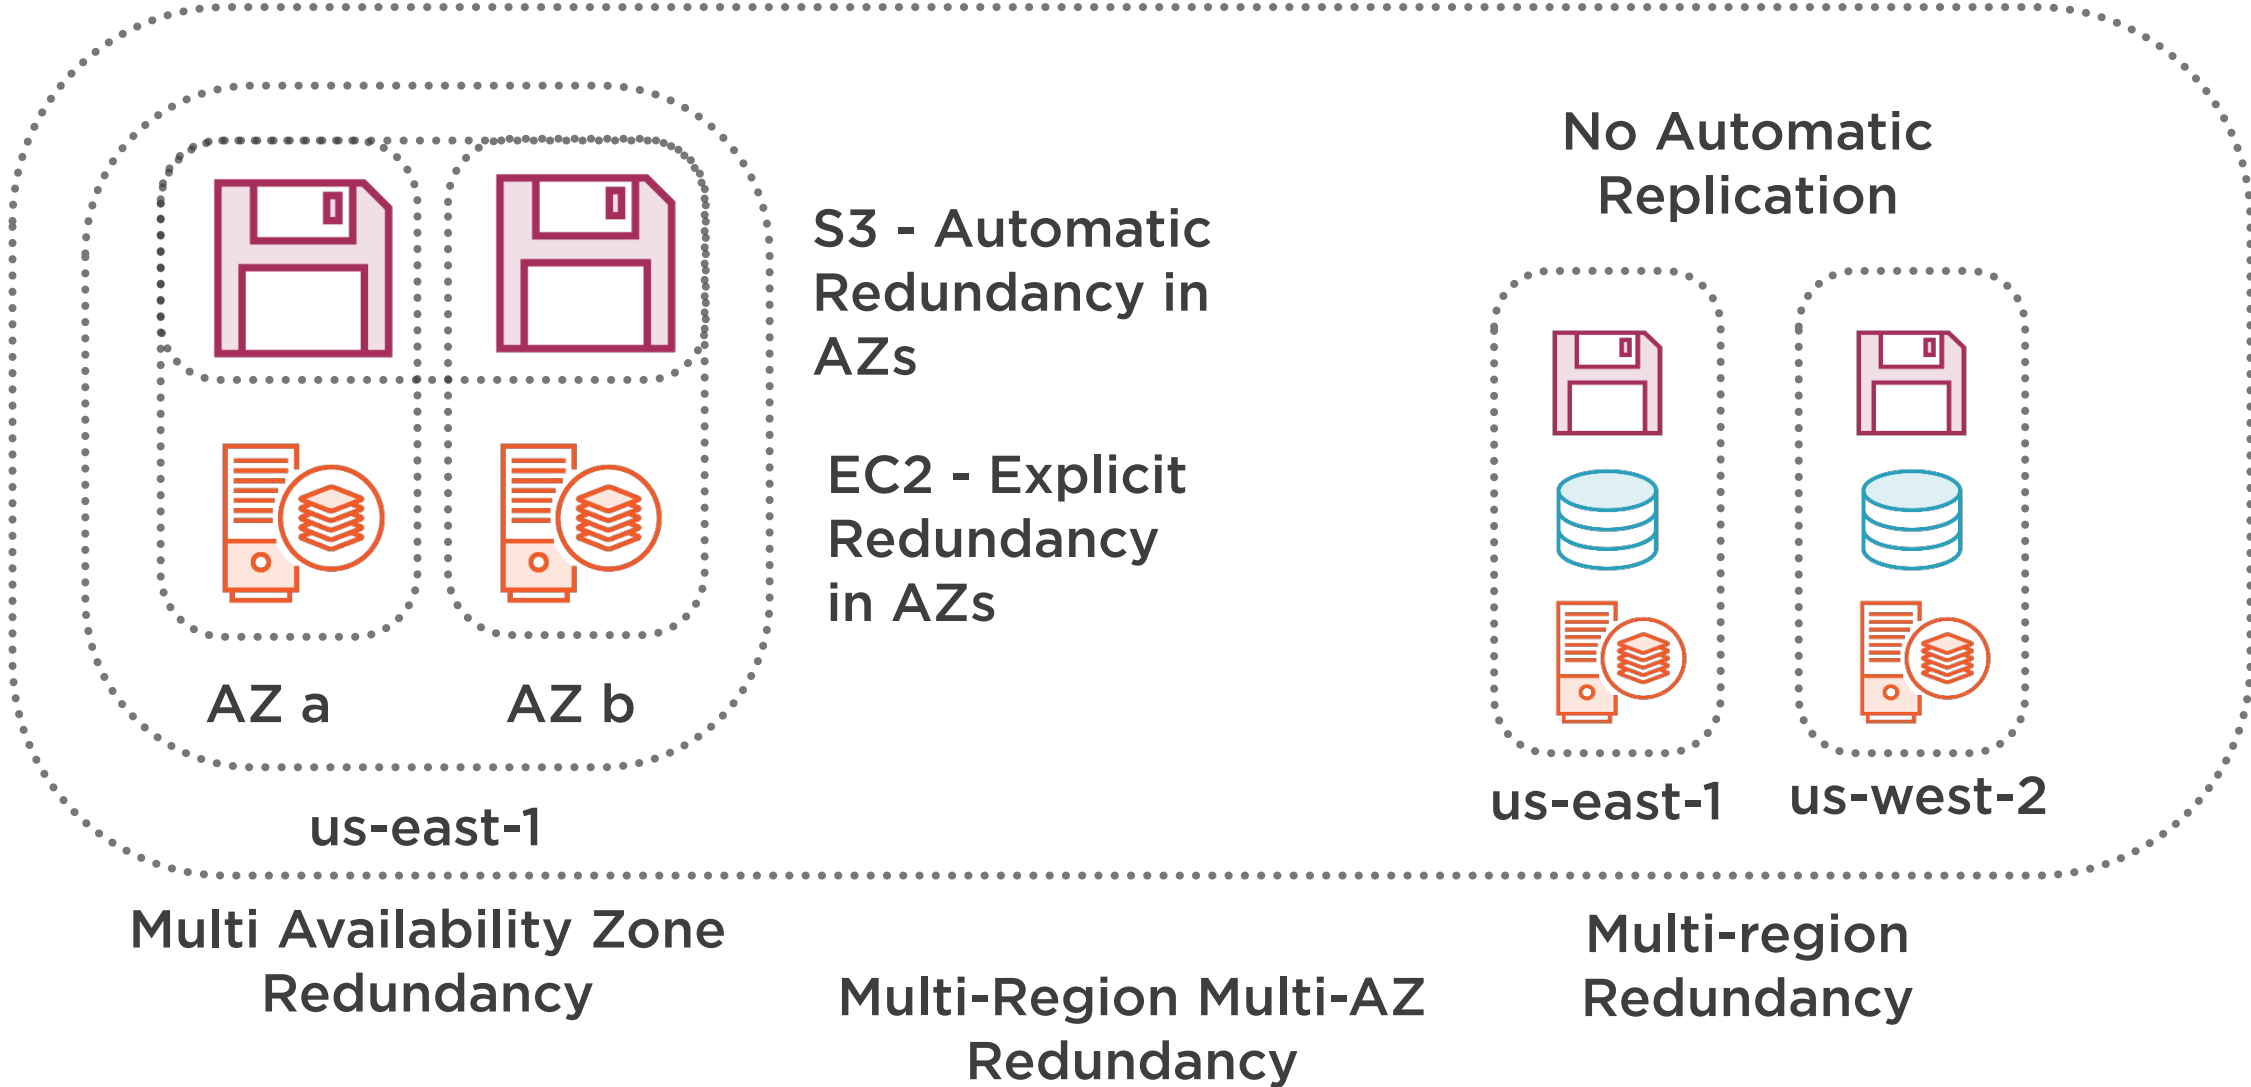 No Automatic
Replication
S3 - Automatic
Redundancy in
AZs
EC2 - Explicit
Redundancy
in AZs
AZ a
AZ b
us-east-1
us-east-1
us-west-2
Multi Availability Zone
Redundancy
Multi-Region Multi-AZ
Redundancy
Multi-region
Redundancy